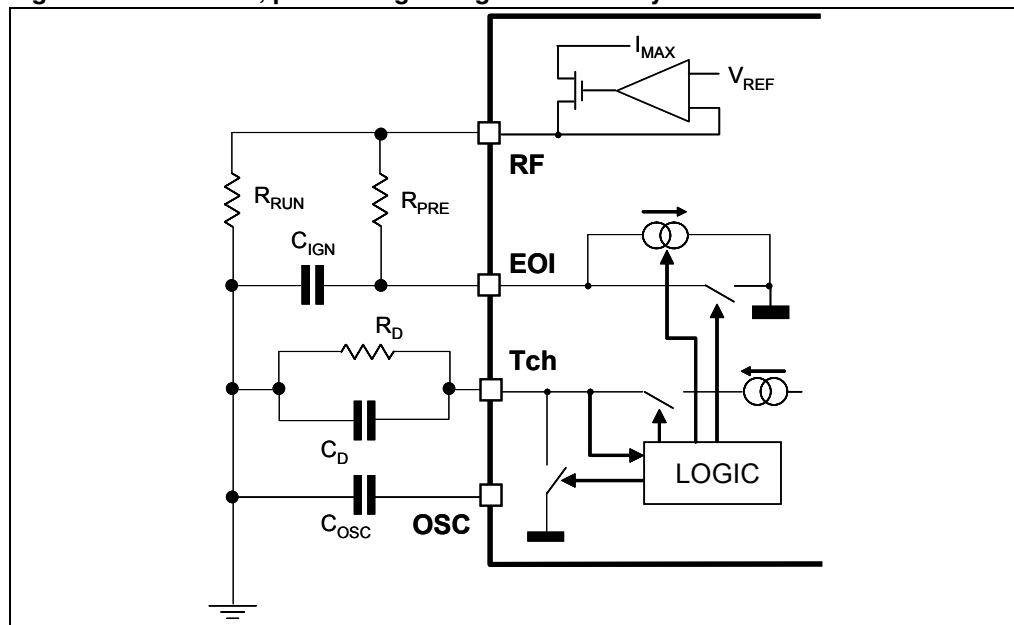 I_MAX
V_REF
RF
R_RUN
R_PRE
C_IGN
EOI
R_D
Tch
C_D
LOGIC
C_OSC
OSC